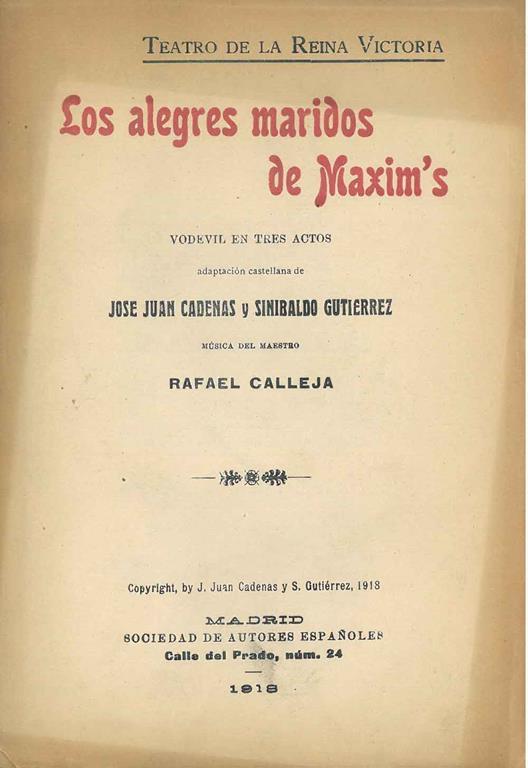 TEATRO DE LA REINA VICTORIA
Los alegres maridos
de Maxim's
VODEVIL EN TRES ACTOS
adaptación castellana de
JOSE JUAN CADENAS y SINIBALDO GUTIERREZ
MÚSICA DEL MAESTRO
RAFAEL CALLEJA
Copyright, by J. Juan Cadenas y S. Gutiérrez, 1918
MADRID
SOCIEDAD DE AUTORES ESPAÑOLES
Calle del Prado, núm. 24
1918